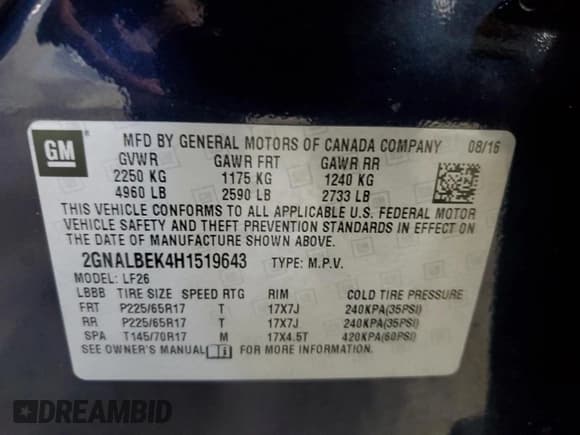 GM
MFD BY GENERAL MOTORS OF CANADA COMPANY 08/16
GVWR GAWR FRT GAWR RR
2250 KG 1175 KG 1240 KG
4960 LB 2590 LB 2733 LB
THIS VEHICLE CONFORMS TO ALL APPLICABLE U.S. FEDERAL MOTOR
VEHICLE SAFETY AND THEFT PREVENTION STANDARDS IN EFFECT ON
THE DATE OF MANUFACTURE SHOWN ABOVE.
2GNALBEK4H1519643 TYPE: M.P.V.
MODEL: LF26
LBBB TIRE SIZE SPEED RTG RIM COLD TIRE PRESSURE
FRT P225/65R17 T 17X7J 240KPA(35PSI)
RR P225/65R17 T 17X7J 240KPA(35PSI)
SPA T145/70R17 M 17X4.5T 420KPA(60PSI)
SEE OWNER'S MANUAL FOR MORE INFORMATION.
DREAMBID